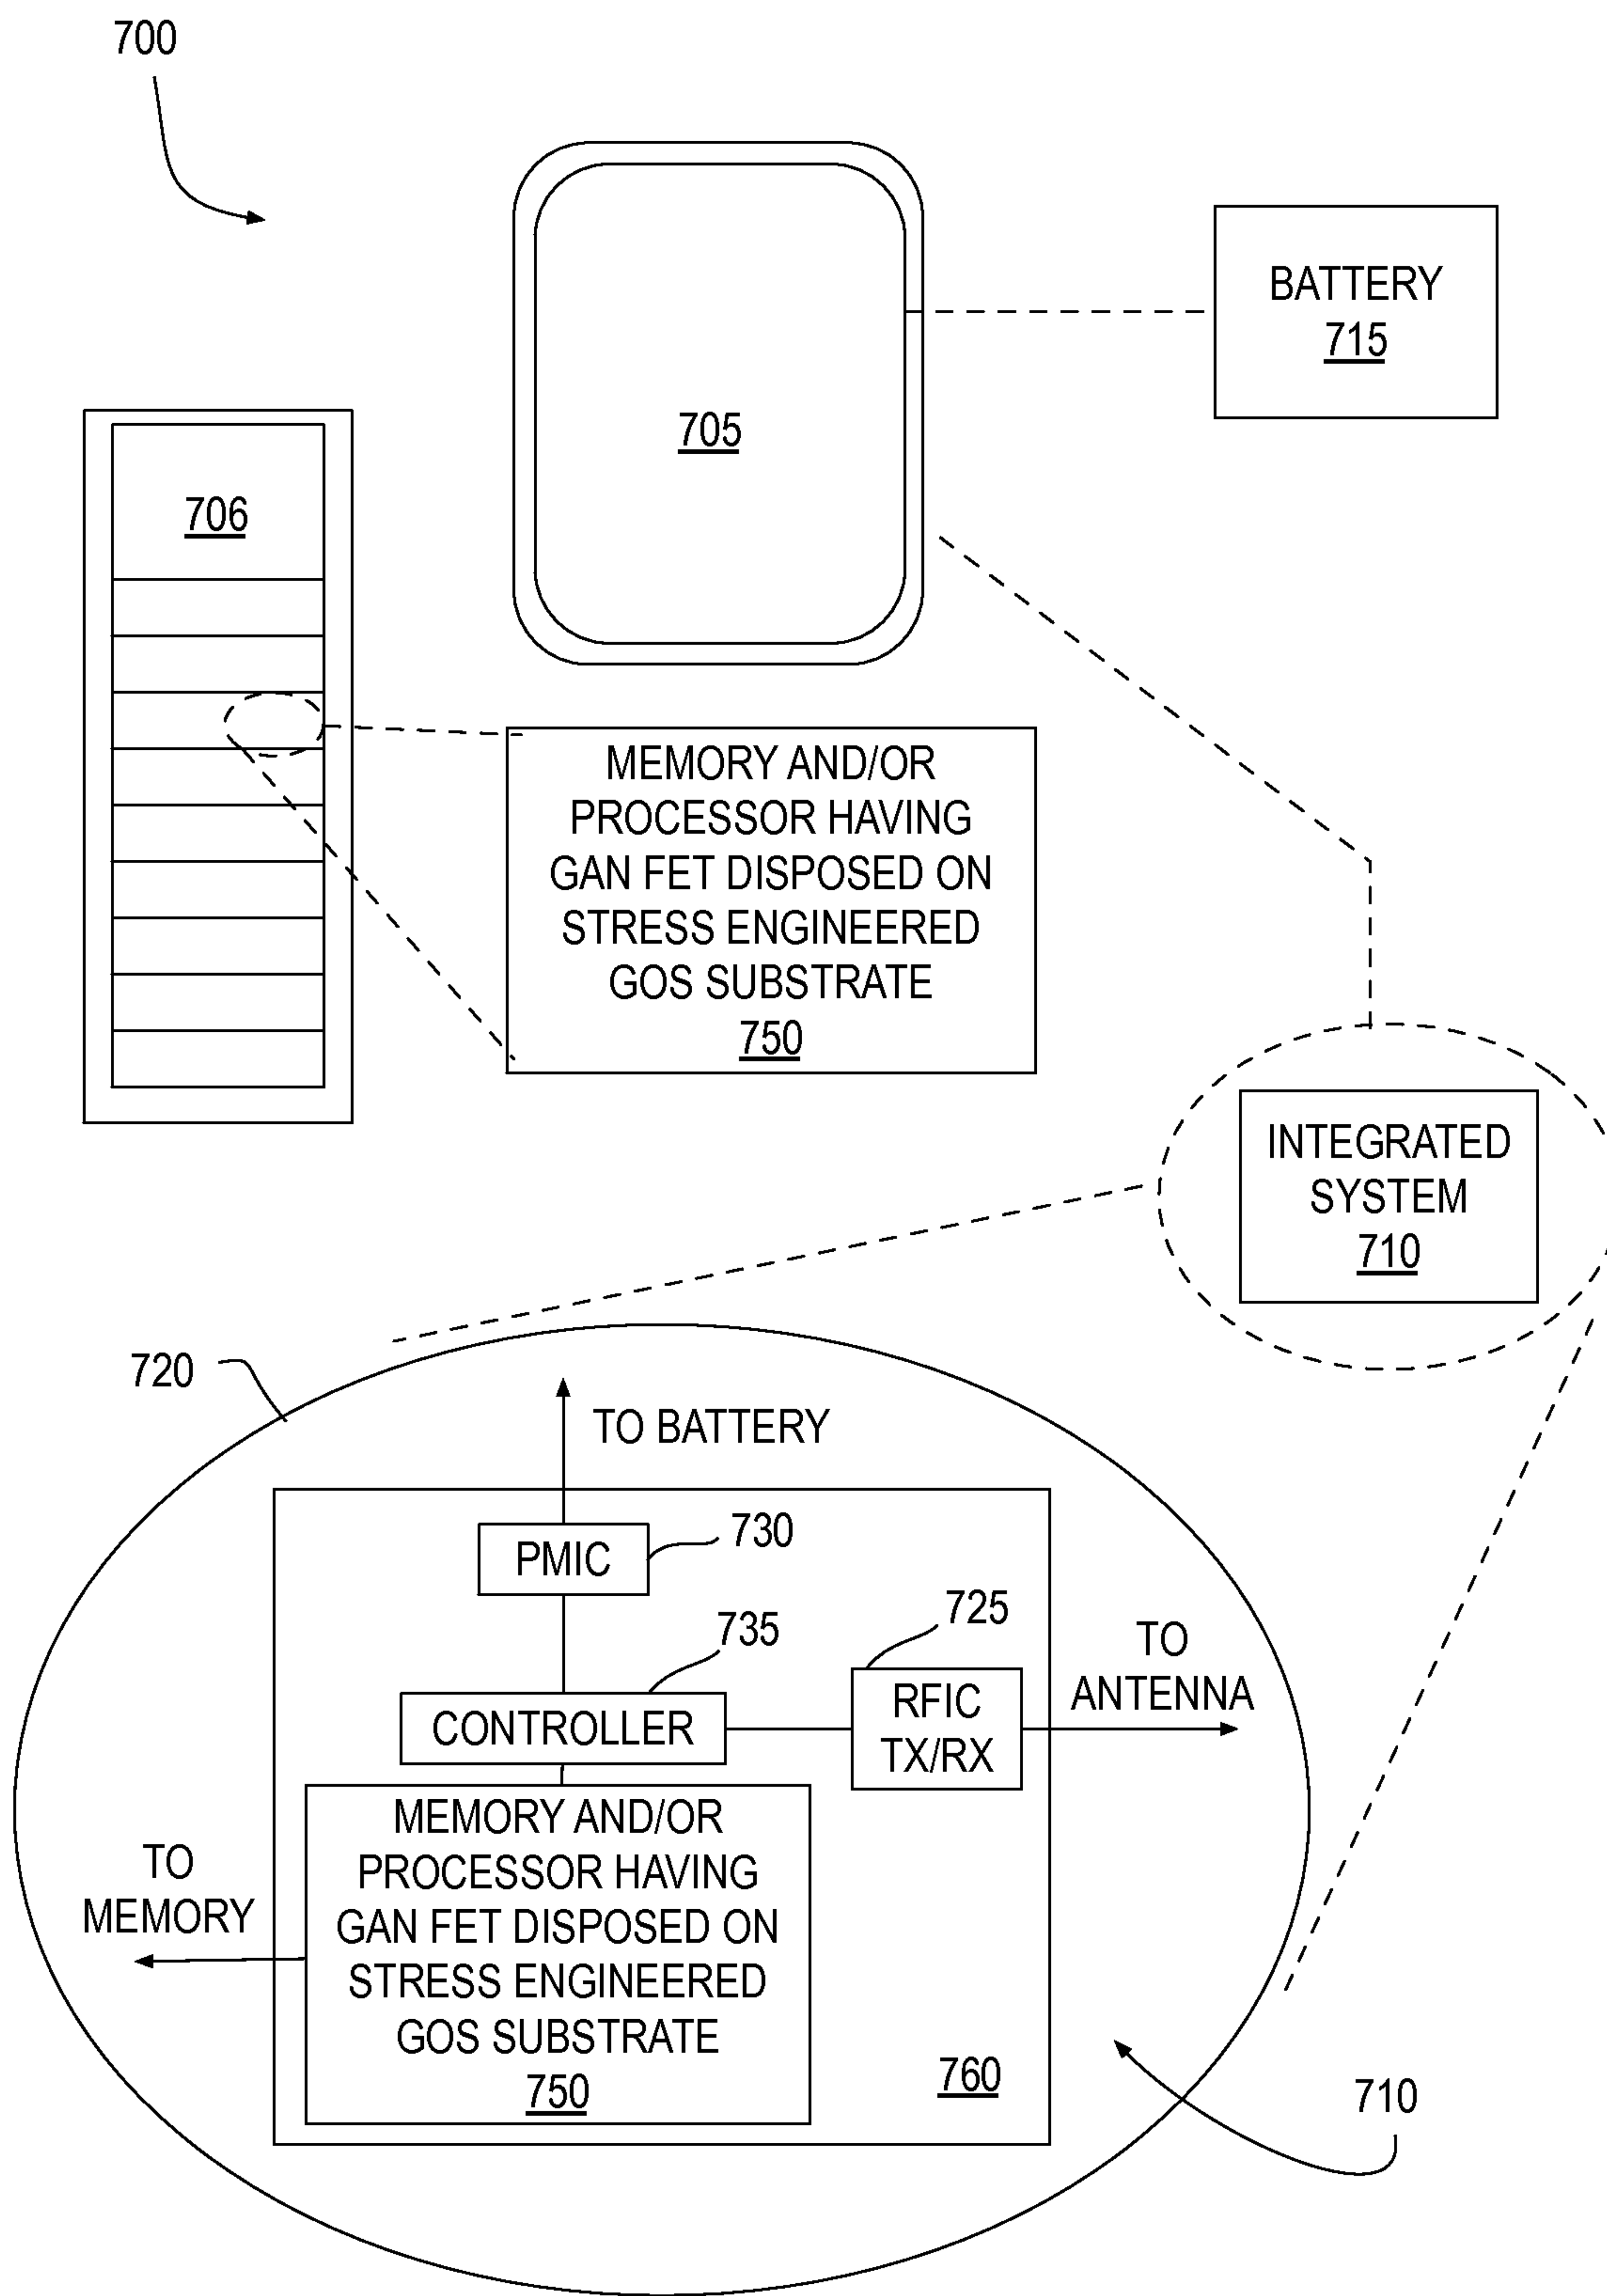 700
BATTERY
715
705
706
MEMORY AND/OR
PROCESSOR HAVING
GAN FET DISPOSED ON
STRESS ENGINEERED
GOS SUBSTRATE
750
INTEGRATED
SYSTEM
710
720
TO BATTERY
730
PMIC
725
735
TO
ANTENNA
RFIC
TX/RX
CONTROLLER
MEMORY AND/OR
PROCESSOR HAVING
GAN FET DISPOSED ON
STRESS ENGINEERED
GOS SUBSTRATE
750
TO
MEMORY
760
710